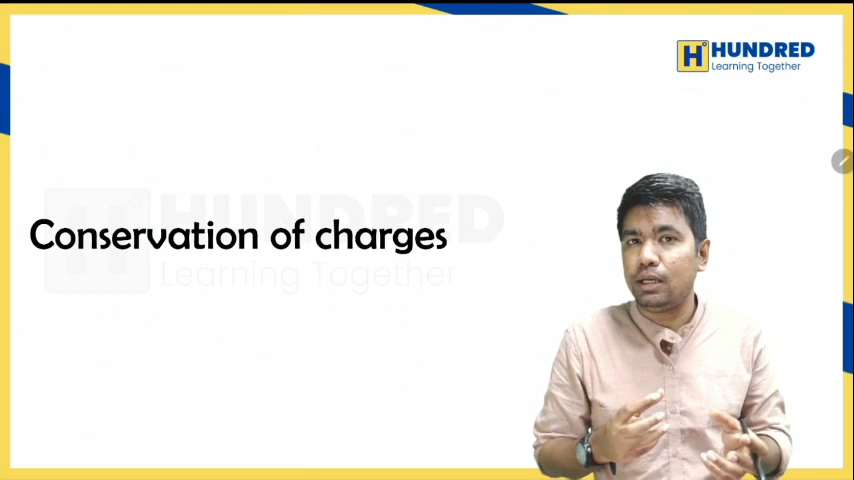 H° HUNDRED
Learning Together
H° HUNDRED
Conservation of charges
Learning Together